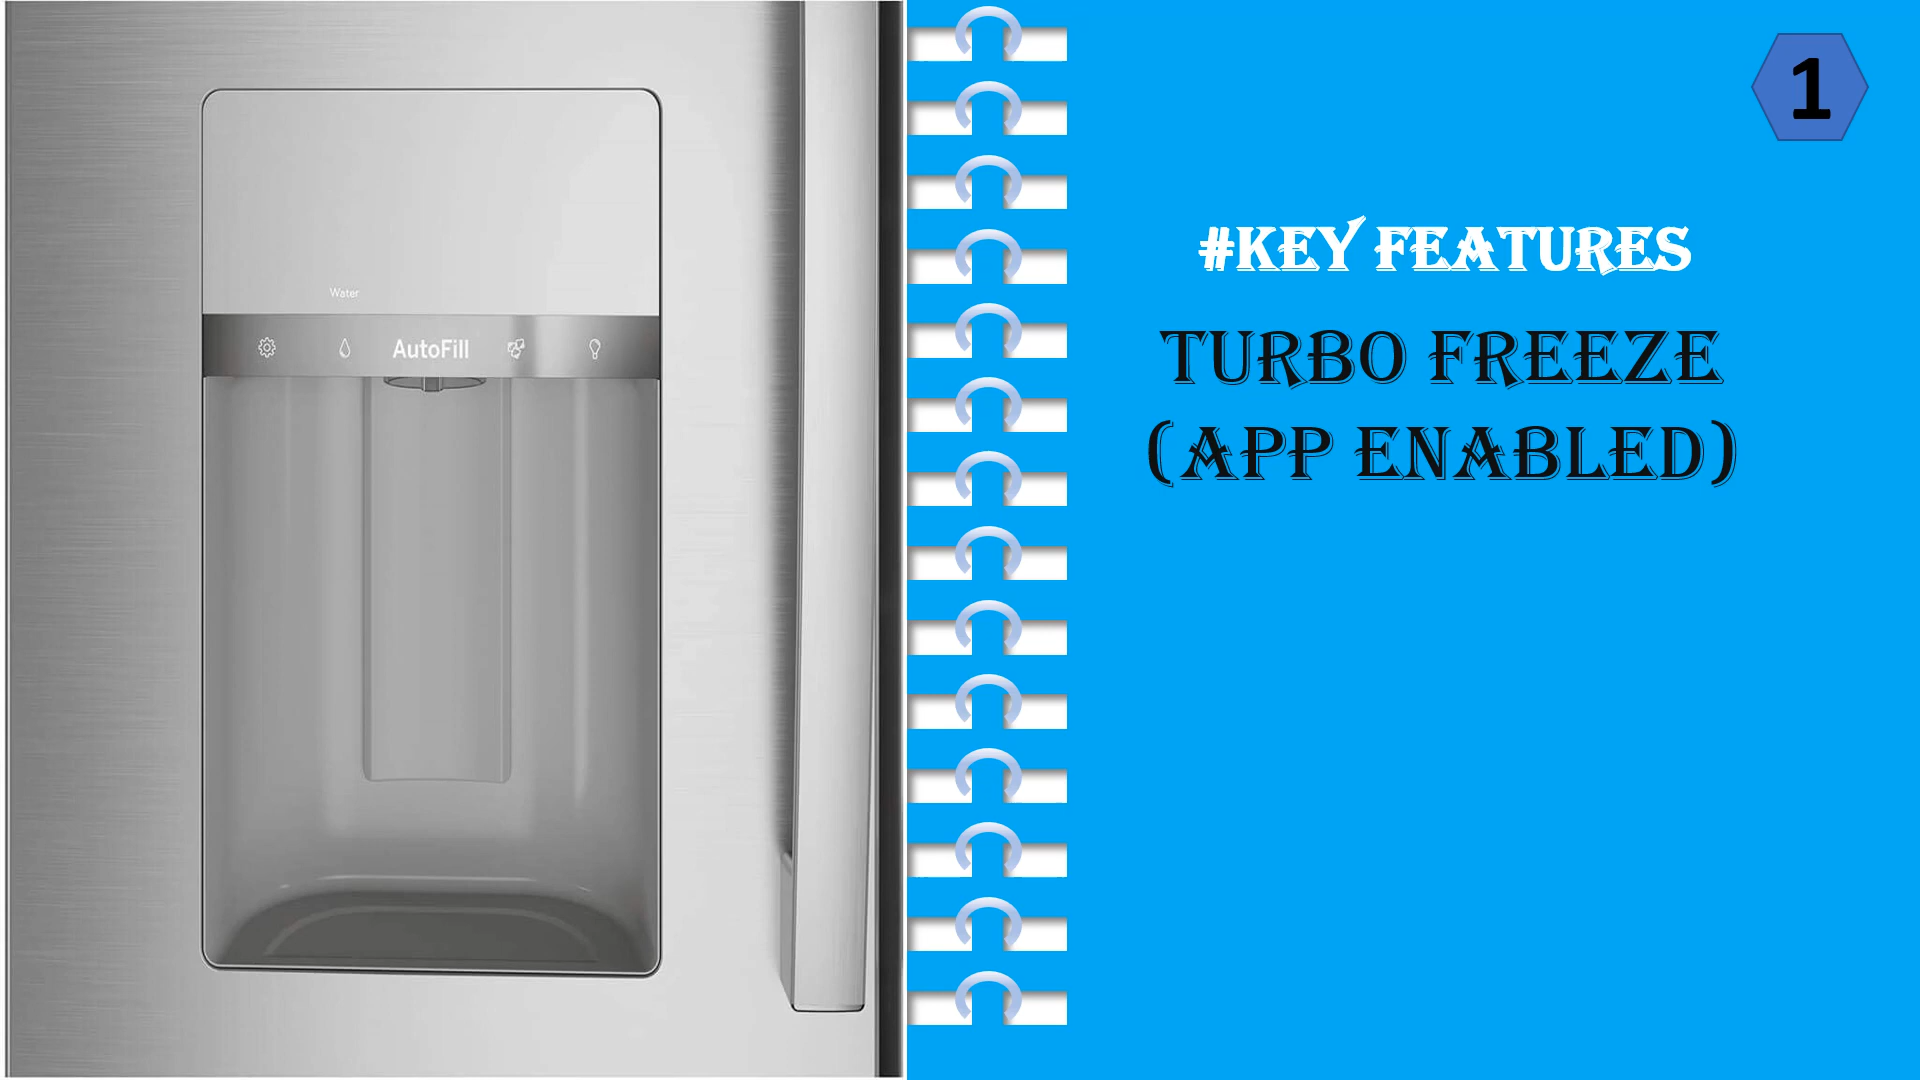 Water
AutoFill
1
#KEY FEATURES
TURBO FREEZE
(APP ENABLED)